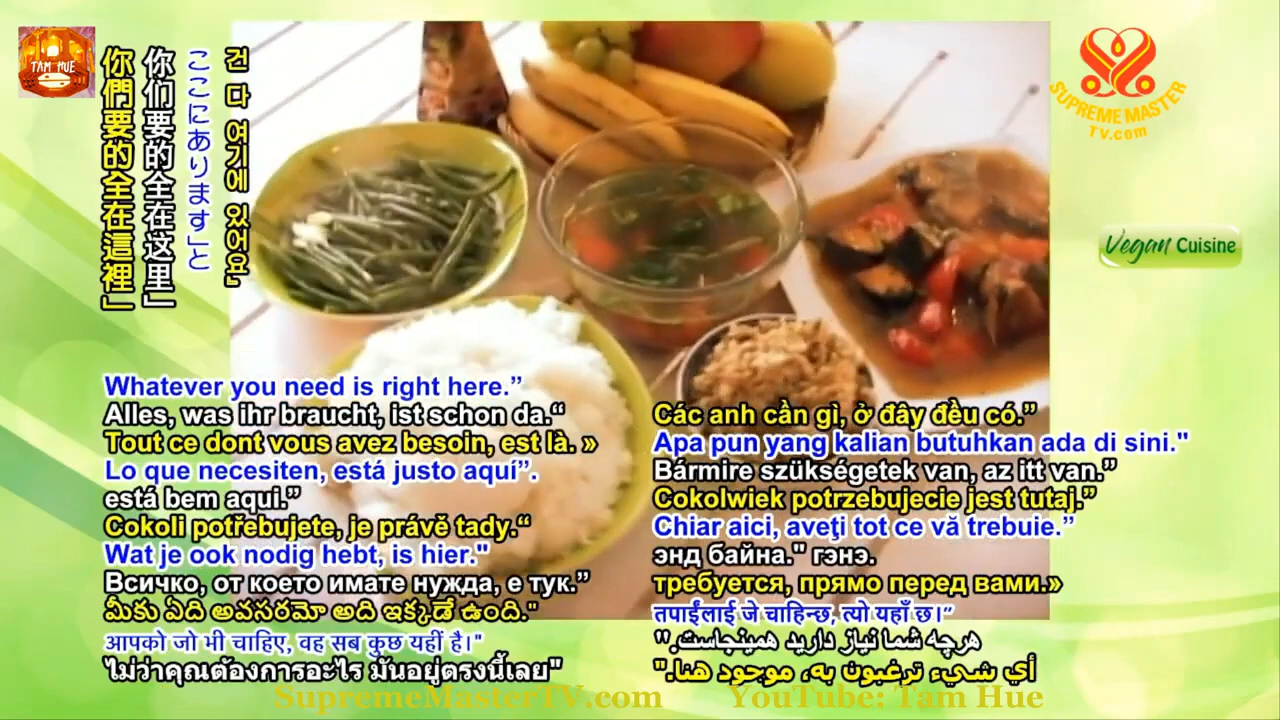 TAM HUE
你們要的全在這裡」
你们要的全在这里」
ここにあります」と
건 다 여기에 있어여」
SUPREME MASTER
TV.com
Vegan Cuisine
Whatever you need is right here.”
Alles, was ihr braucht, ist schon da.“
Tout ce dont vous avez besoin, est là. »
Lo que necesiten, está justo aquí”.
está bem aqui.”
Cokoli potřebujete, je právě tady.“
Wat je ook nodig hebt, is hier."
Всичко, от което имате нужда, е тук.”
మీకు ఏది అవసరమో అది ఇక్కడే ఉంది."
आपको जो भी चाहिए, वह सब कुछ यहीं है।"
ไม่ว่าคุณต้องการอะไร มันอยู่ตรงนี้เลย"
Các anh cần gì, ở đây đều có.”
Apa pun yang kalian butuhkan ada di sini."
Bármire szükségetek van, az itt van.”
Cokolwiek potrzebujecie jest tutaj.”
Chiar aici, aveţi tot ce vă trebuie.”
энд байна." гэнэ.
требуется, прямо перед вами.»
तपाईंलाई जे चाहिन्छ, त्यो यहाँ छ।”
هرچه شما نیاز دارید همینجاست."
أي شيء ترغبون به، موجود هنا."
SupremeMasterTV.com YouTube: Tam Hue